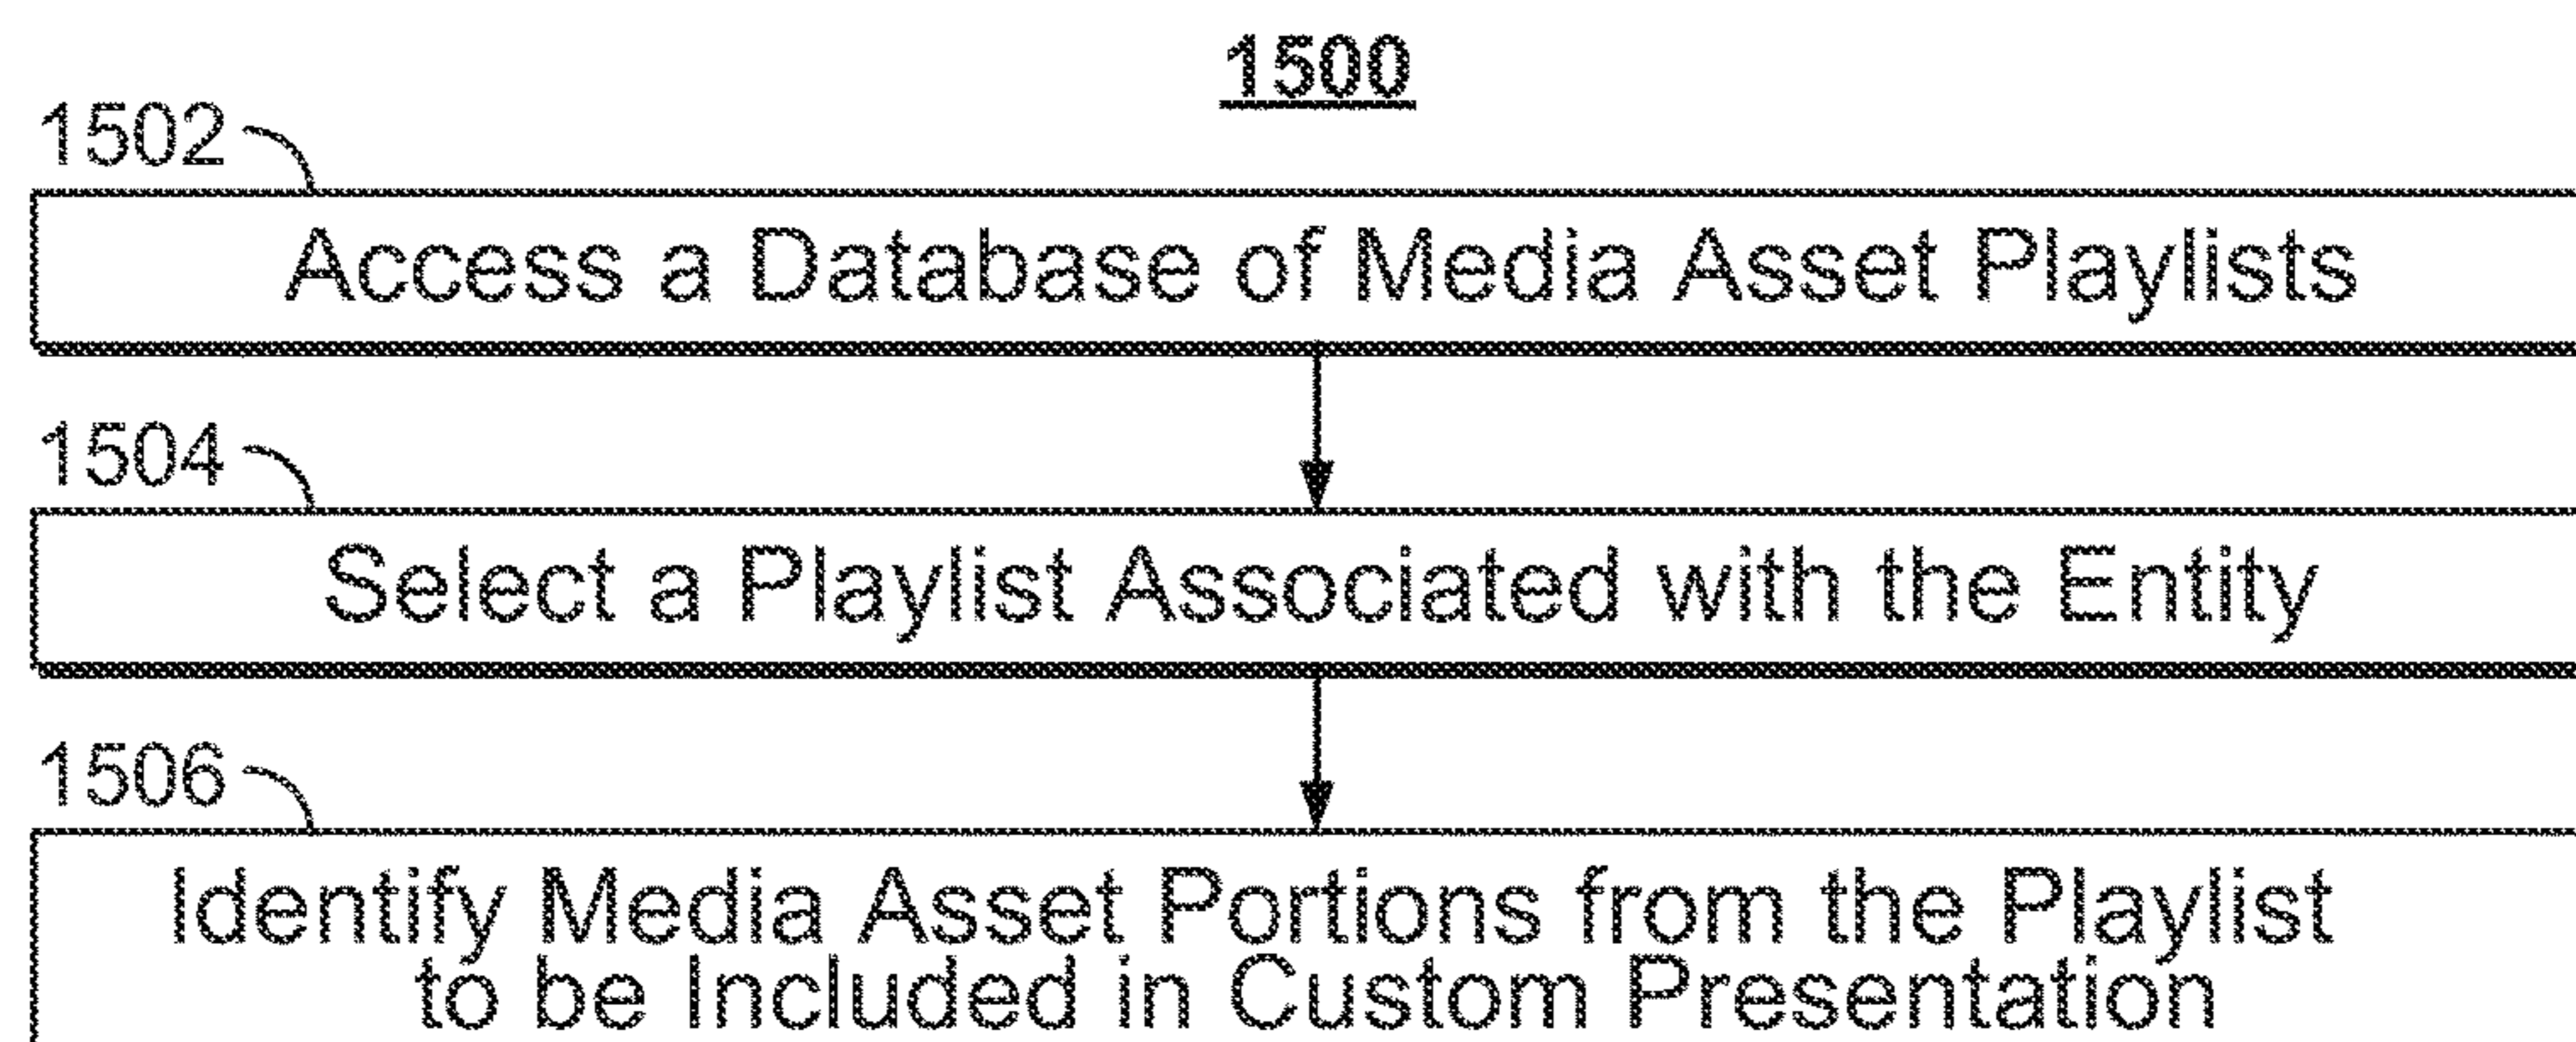 1500
1502
Access a Database of Media Asset Playlists
1504
Select a Playlist Associated with the Entity
1506
Identify Media Asset Portions from the Playlist
to be Included in Custom Presentation